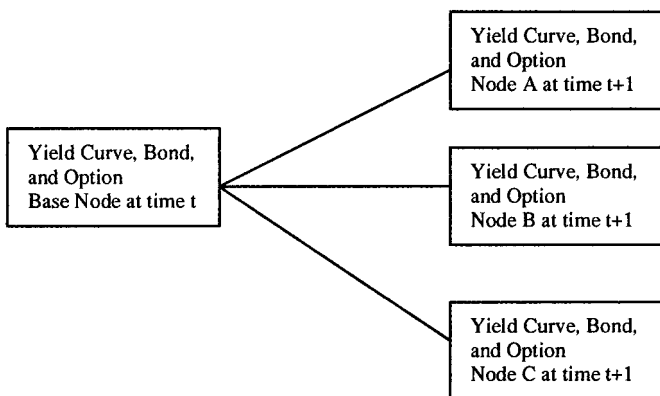 Yield Curve, Bond,
and Option
Node A at time t+1
Yield Curve, Bond,
and Option
Base Node at time t
Yield Curve, Bond,
and Option
Node B at time t+1
Yield Curve, Bond,
and Option
Node C at time t+1